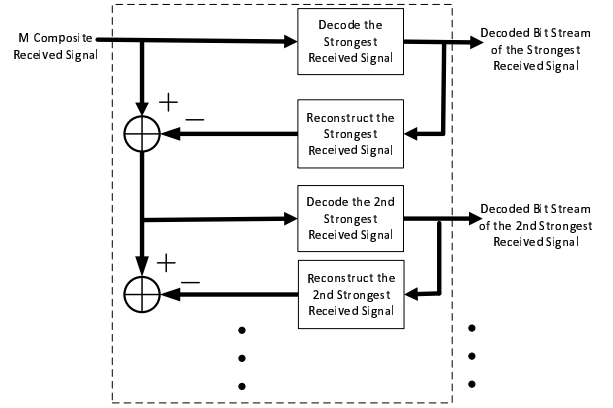 M Composite
Received Signal
Decode the
Strongest
Received Signal
Decoded Bit Stream
of the Strongest
Received Signal
+
−
Reconstruct the
Strongest
Received Signal
Decode the 2nd
Strongest
Received Signal
Decoded Bit Stream
of the 2nd Strongest
Received Signal
+
−
Reconstruct the
2nd Strongest
Received Signal